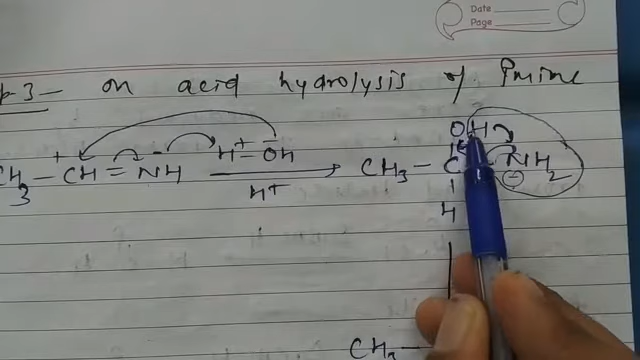 Date
Page
3 - on acid hydrolysis of Imine
CH3 - CH = NH H - OH H+ CH3 - C NH2
OH
H
CH3 -